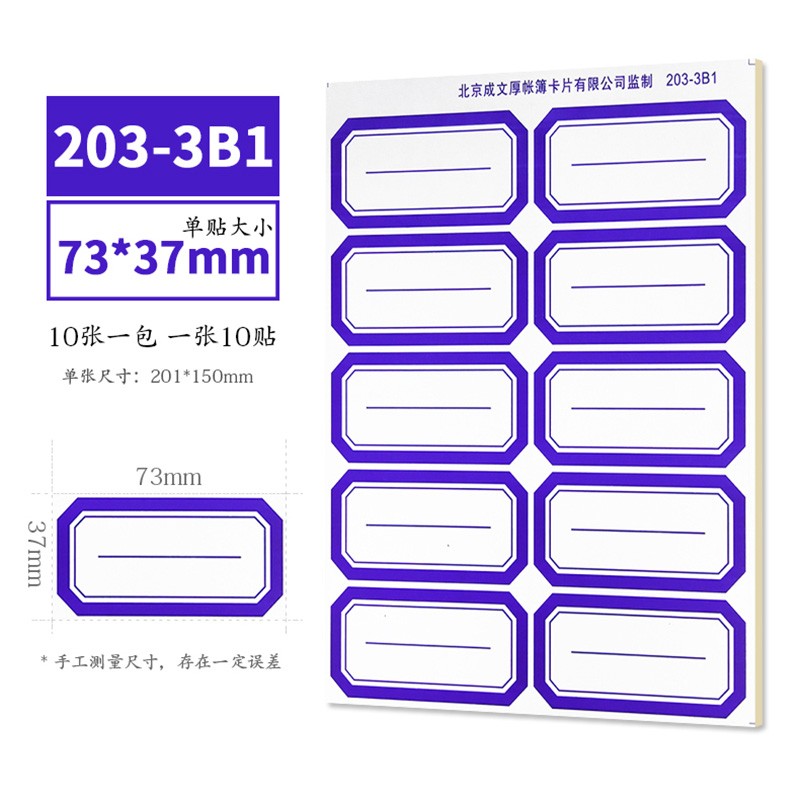 203-3B1
单贴大小
73*37mm
10张一包 一张10贴
单张尺寸：201*150mm
73mm
37mm
* 手工测量尺寸，存在一定误差
北京成文厚帐簿卡片有限公司监制 203-3B1